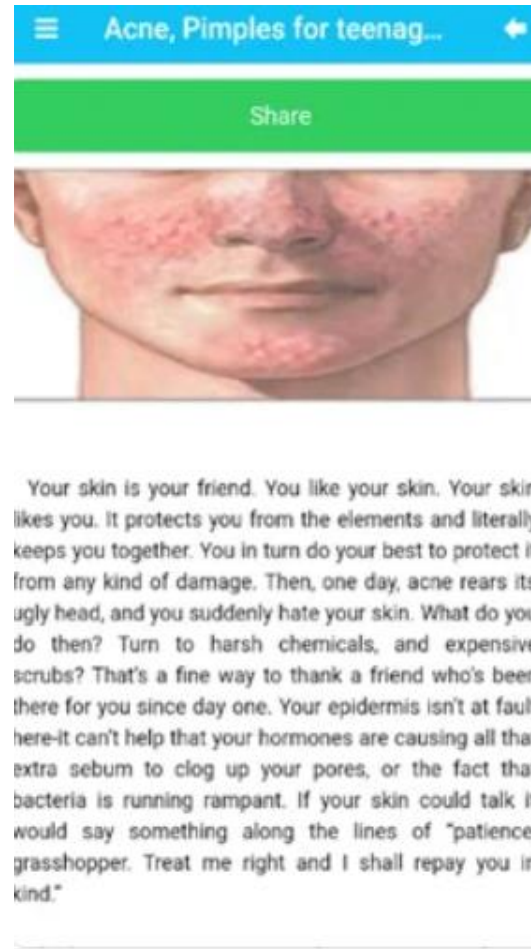 Acne, Pimples for teenag...
Share
Your skin is your friend. You like your skin. Your skin
likes you. It protects you from the elements and literally
keeps you together. You in turn do your best to protect it
from any kind of damage. Then, one day, acne rears its
ugly head, and you suddenly hate your skin. What do you
do then? Turn to harsh chemicals, and expensive
scrubs? That's a fine way to thank a friend who's been
there for you since day one. Your epidermis isn't at fault
here-it can't help that your hormones are causing all that
extra sebum to clog up your pores, or the fact that
bacteria is running rampant. If your skin could talk it
would say something along the lines of "patience,
grasshopper. Treat me right and I shall repay you in
kind."